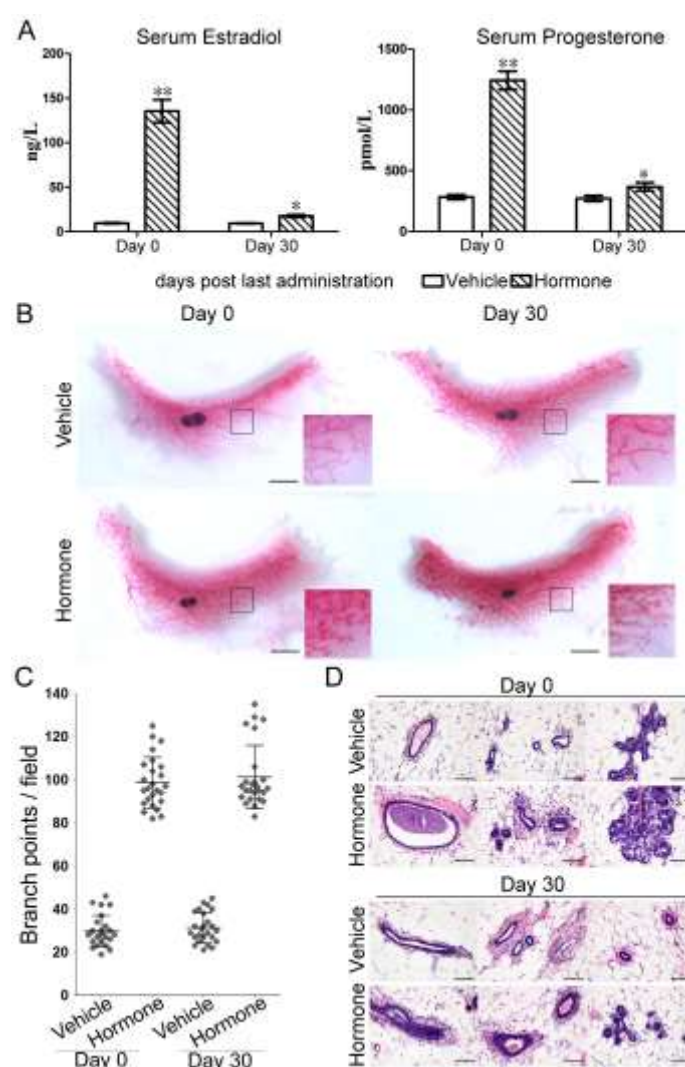 A
Serum Estradiol
Serum Progesterone
ng/L
200
150
100
50
0
**
*
Day 0
Day 30
pmol/L
1500
1000
500
0
**
*
Day 0
Day 30
days post last administration
Vehicle
Hormone
B
Day 0
Day 30
Vehicle
Hormone
C
Branch points / field
140
120
100
80
60
40
20
0
Vehicle
Hormone
Vehicle
Hormone
Day 0
Day 30
D
Day 0
Vehicle
Hormone
Day 30
Vehicle
Hormone